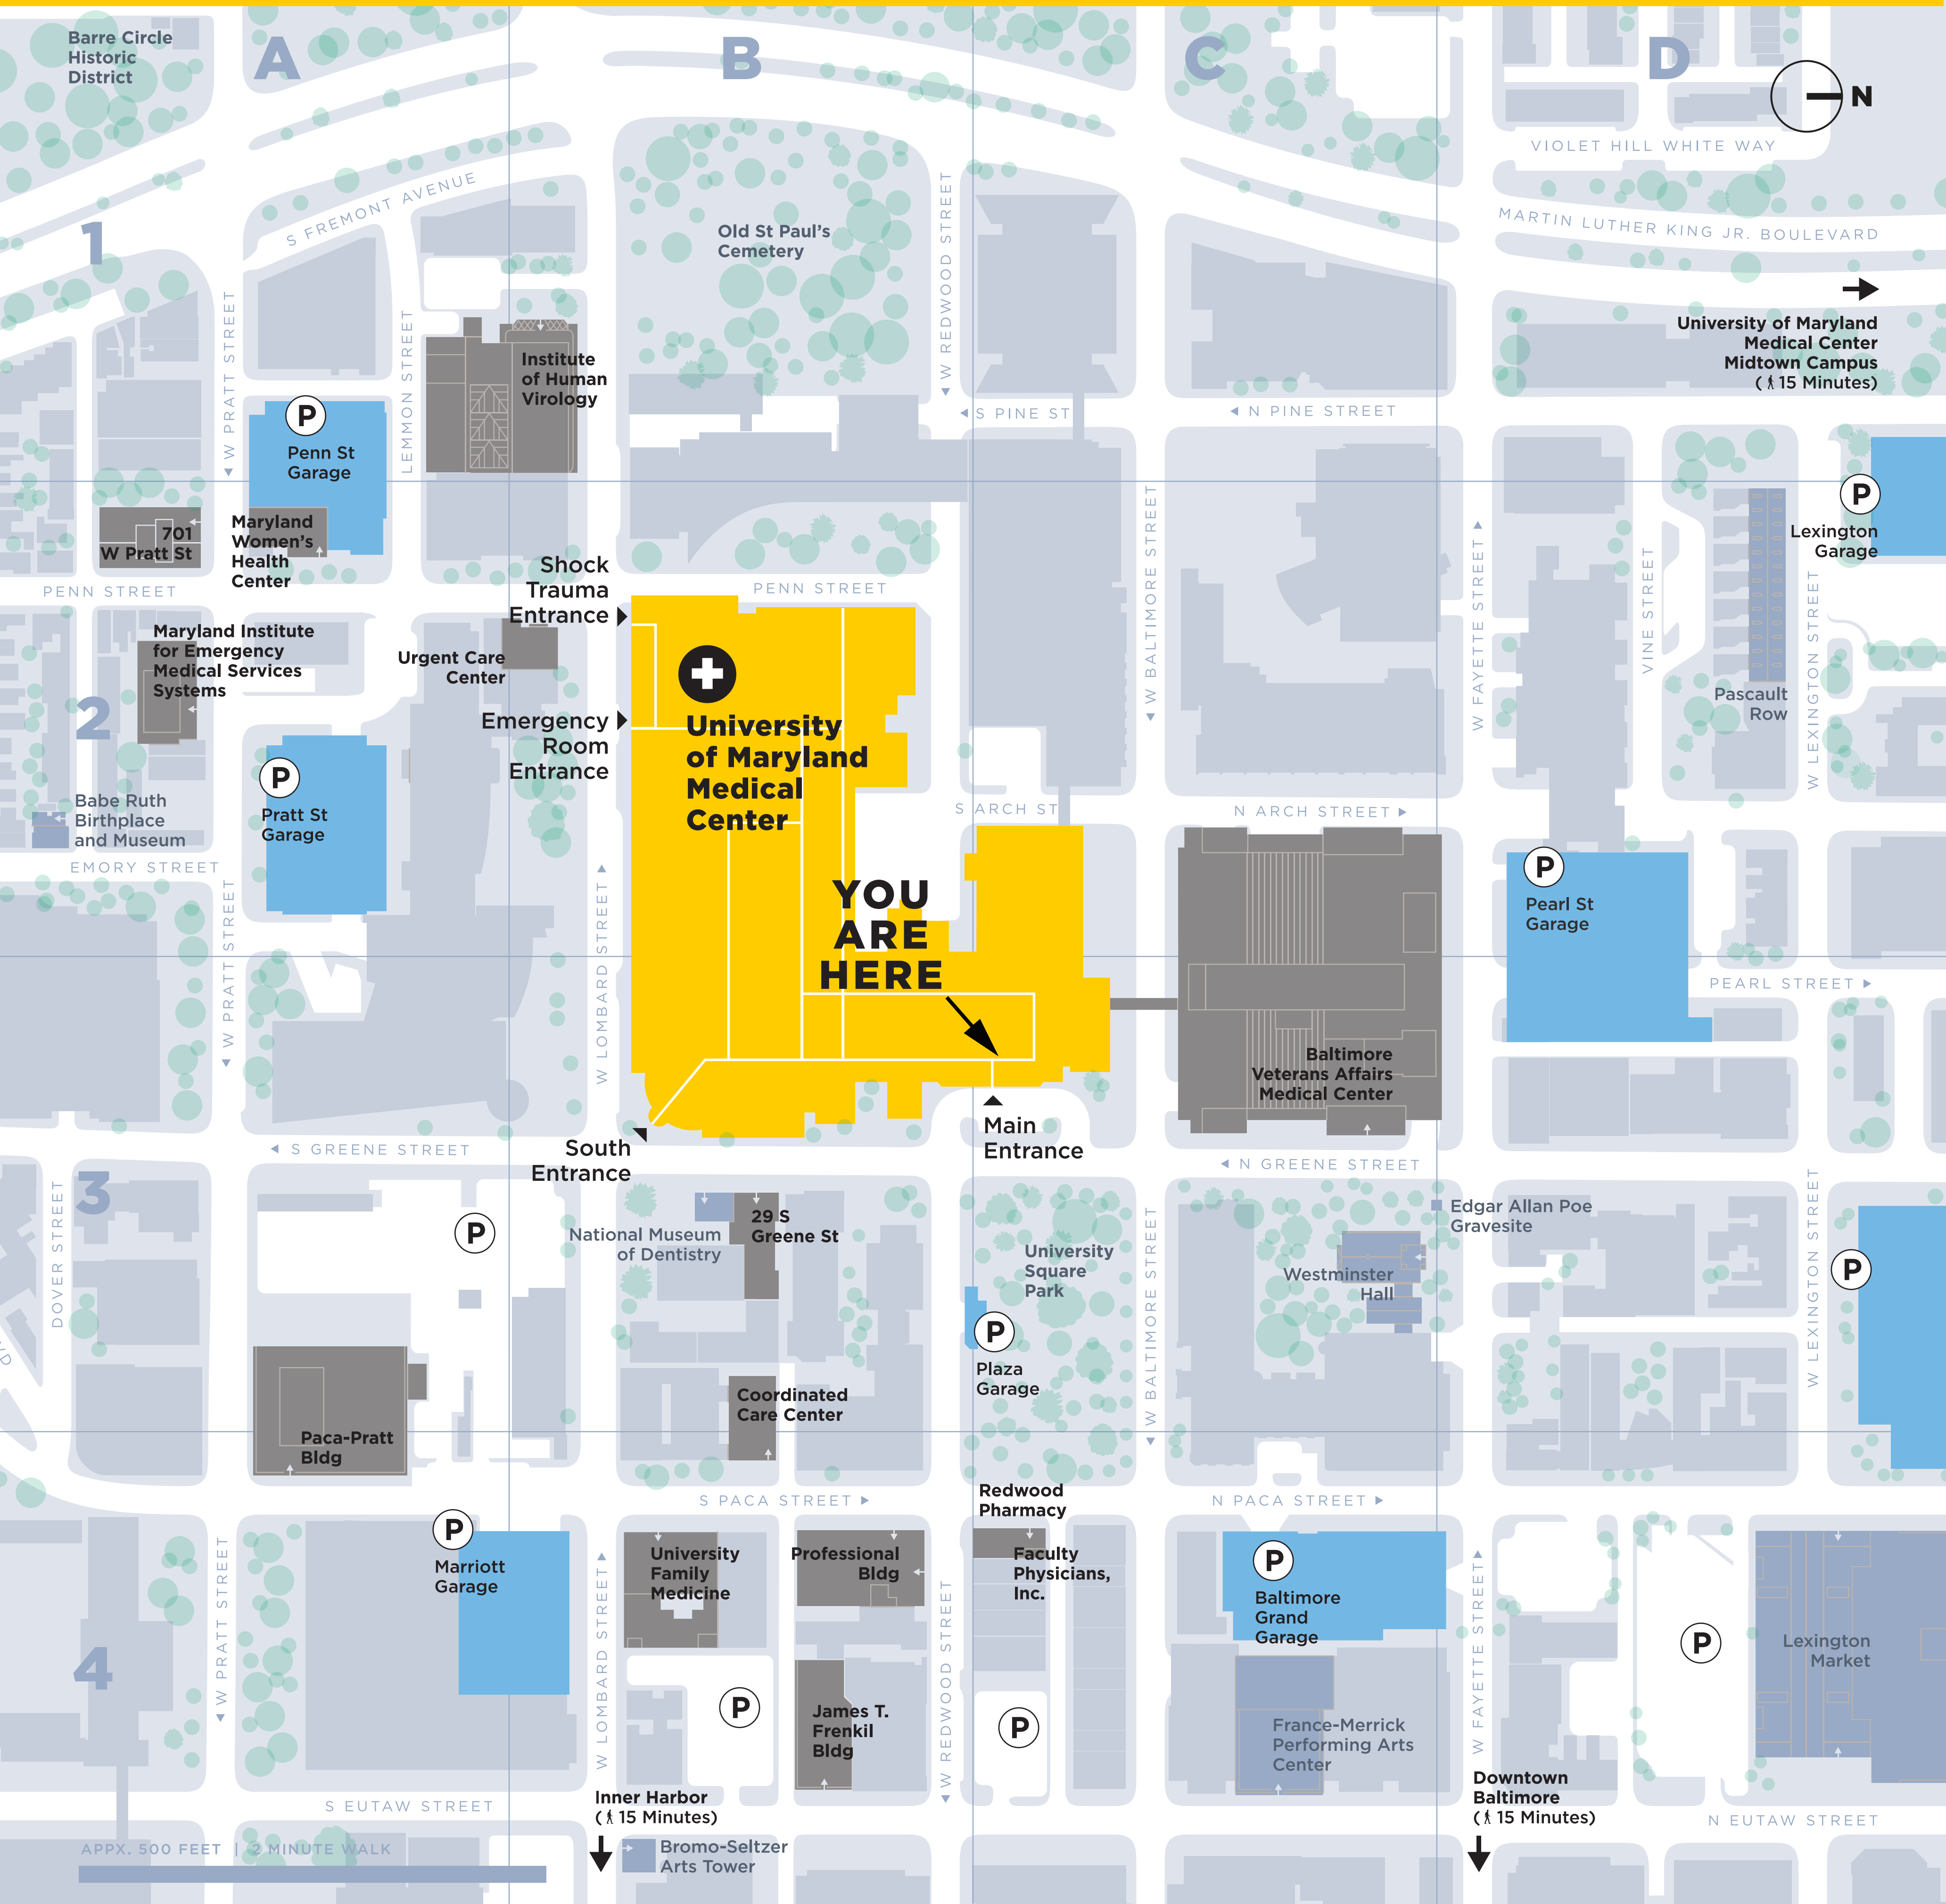 Barre Circle
Historic
District
A
B
C
D
N
VIOLET HILL WHITE WAY
S FREMONT AVENUE
MARTIN LUTHER KING JR. BOULEVARD
1
Old St Paul's
Cemetery
W REDWOOD STREET
W PRATT STREET
LEMMON STREET
University of Maryland
Medical Center
Midtown Campus
( 15 Minutes)
Institute
of Human
Virology
S PINE ST
N PINE STREET
P
Penn St
Garage
P
Lexington
Garage
701
W Pratt St
Maryland
Women's
Health
Center
W BALTIMORE STREET
W FAYETTE STREET
VINE STREET
W LEXINGTON STREET
PENN STREET
Shock
Trauma
Entrance
PENN STREET
Maryland Institute
for Emergency
Medical Services
Systems
Urgent Care
Center
2
Emergency
Room
Entrance
University
of Maryland
Medical
Center
Pascault
Row
P
Pratt St
Garage
Babe Ruth
Birthplace
and Museum
S ARCH ST
N ARCH STREET
EMORY STREET
W PRATT STREET
W LOMBARD STREET
YOU
ARE
HERE
P
Pearl St
Garage
PEARL STREET
Baltimore
Veterans Affairs
Medical Center
Main
Entrance
South
Entrance
S GREENE STREET
N GREENE STREET
3
DOVER STREET
P
National Museum
of Dentistry
29 S
Greene St
University
Square
Park
W BALTIMORE STREET
Edgar Allan Poe
Gravesite
Westminster
Hall
W LEXINGTON STREET
P
P
Plaza
Garage
Coordinated
Care Center
Paca-Pratt
Bldg
VD
S PACA STREET
Redwood
Pharmacy
N PACA STREET
P
Marriott
Garage
University
Family
Medicine
Professional
Bldg
Faculty
Physicians,
Inc.
P
Baltimore
Grand
Garage
W PRATT STREET
W LOMBARD STREET
W REDWOOD STREET
W FAYETTE STREET
4
P
P
P
Lexington
Market
James T.
Frenkil
Bldg
France-Merrick
Performing Arts
Center
Inner Harbor
( 15 Minutes)
Downtown
Baltimore
( 15 Minutes)
S EUTAW STREET
N EUTAW STREET
APPX. 500 FEET | 2 MINUTE WALK
Bromo-Seltzer
Arts Tower